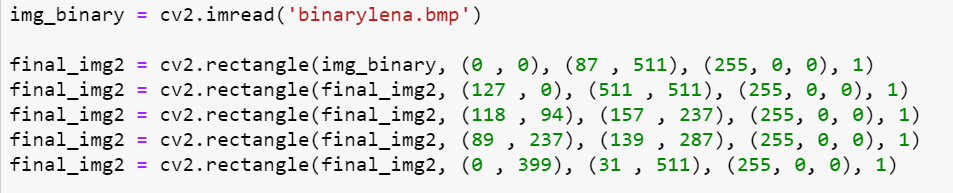 img_binary = cv2.imread('binarylena.bmp')
final_img2 = cv2.rectangle(img_binary, (0 , 0), (87 , 511), (255, 0, 0), 1)
final_img2 = cv2.rectangle(final_img2, (127 , 0), (511 , 511), (255, 0, 0), 1)
final_img2 = cv2.rectangle(final_img2, (118 , 94), (157 , 237), (255, 0, 0), 1)
final_img2 = cv2.rectangle(final_img2, (89 , 237), (139 , 287), (255, 0, 0), 1)
final_img2 = cv2.rectangle(final_img2, (0 , 399), (31 , 511), (255, 0, 0), 1)